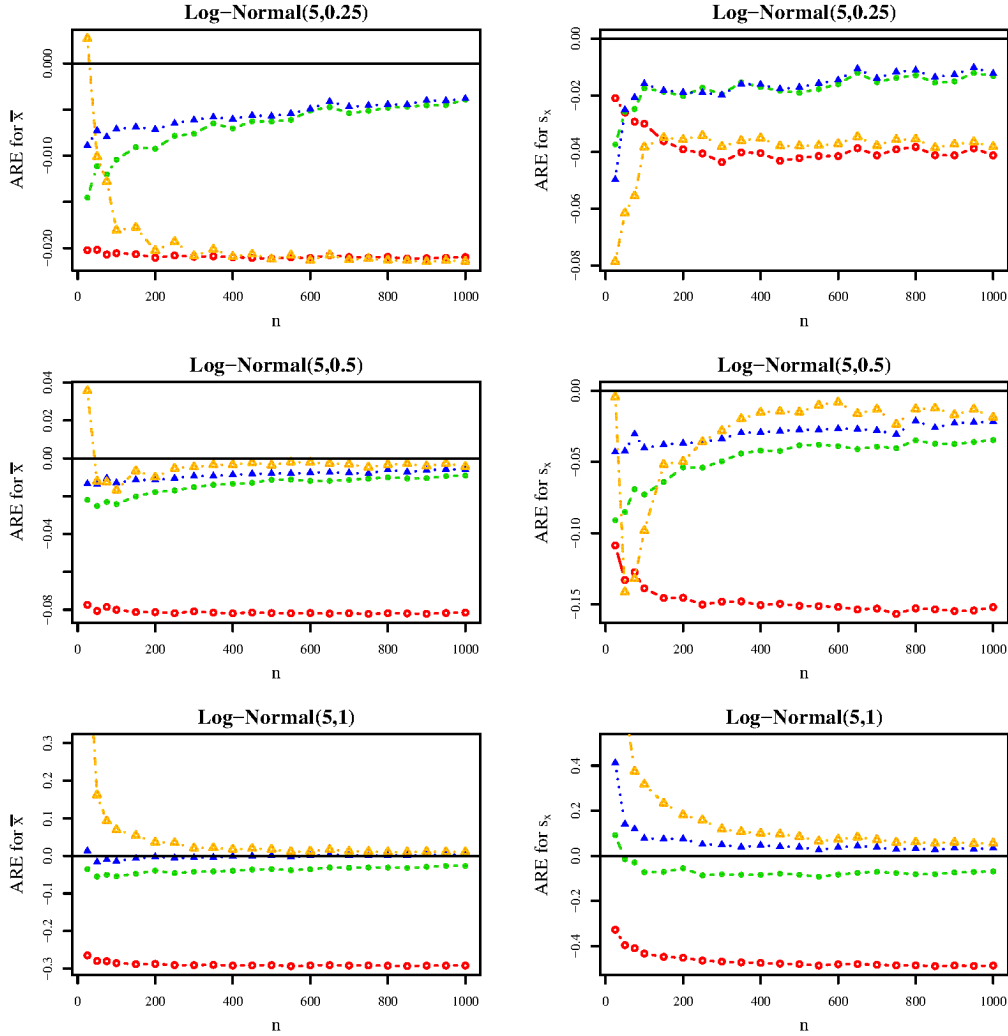 Log−Normal(5,0.25)
ARE for x̅
0.000
−0.010
−0.020
0 200 400 600 800 1000
n
Log−Normal(5,0.25)
ARE for sₓ
0.00
−0.02
−0.04
−0.06
−0.08
0 200 400 600 800 1000
n
Log−Normal(5,0.5)
ARE for x̅
0.04
0.02
0.00
−0.04
−0.08
0 200 400 600 800 1000
n
Log−Normal(5,0.5)
ARE for sₓ
0.00
−0.05
−0.10
−0.15
0 200 400 600 800 1000
n
Log−Normal(5,1)
ARE for x̅
0.3
0.2
0.1
0.0
−0.1
−0.2
−0.3
0 200 400 600 800 1000
n
Log−Normal(5,1)
ARE for sₓ
0.4
0.2
0.0
−0.2
−0.4
0 200 400 600 800 1000
n